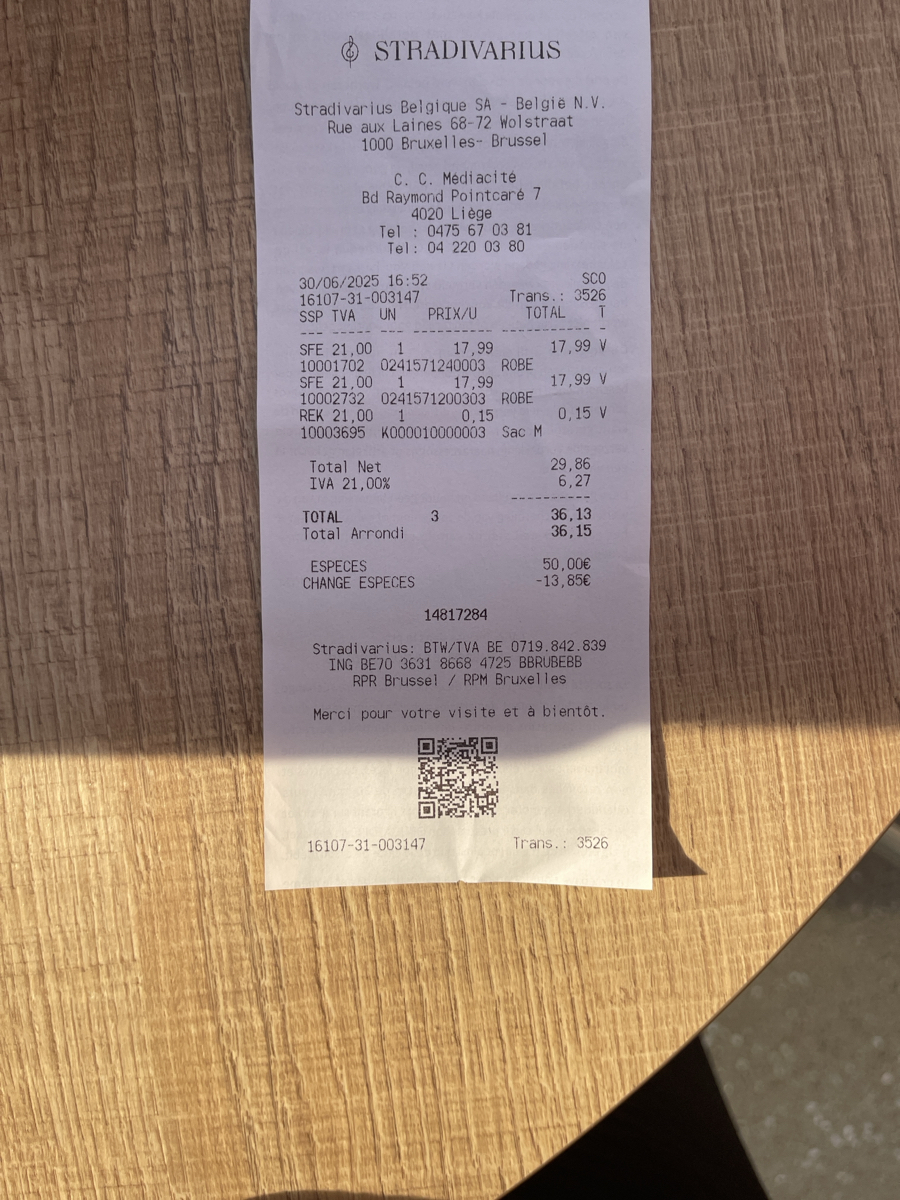 STRADIVARIUS
Stradivarius Belgique SA - België N.V.
Rue aux Laines 68-72 Wolstraat
1000 Bruxelles- Brussel
C. C. Médiacité
Bd Raymond Pointcaré 7
4020 Liège
Tel : 0475 67 03 81
Tel: 04 220 03 80
30/06/2025 16:52 SCO
16107-31-003147 Trans.: 3526
SSP TVA UN PRIX/U TOTAL T
--- ----- --- ---------- ----------- -
SFE 21,00 1 17,99 17,99 V
10001702 0241571240003 ROBE
SFE 21,00 1 17,99 17,99 V
10002732 0241571200303 ROBE
REK 21,00 1 0,15 0,15 V
10003695 K000010000003 Sac M
Total Net 29,86
IVA 21,00% 6,27
----------
TOTAL 3 36,13
Total Arrondi 36,15
ESPECES 50,00€
CHANGE ESPECES -13,85€
14817284
Stradivarius: BTW/TVA BE 0719.842.839
ING BE70 3631 8668 4725 BBRUBEBB
RPR Brussel / RPM Bruxelles
Merci pour votre visite et à bientôt.
16107-31-003147 Trans.: 3526